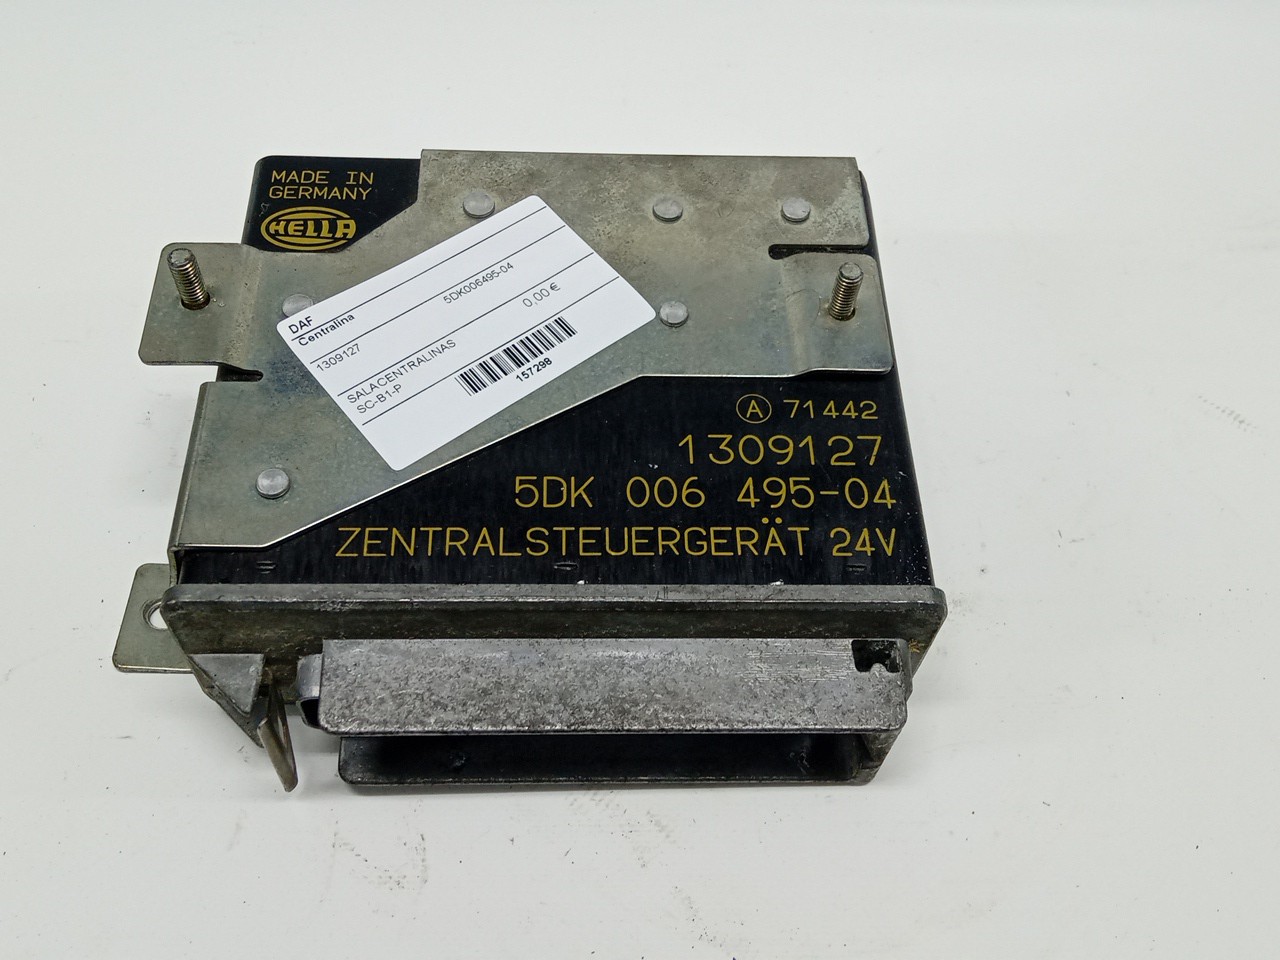 MADE IN
GERMANY
HELLA
DAF
Centralina
1309127
5DK006495-04
SALACENTRALINAS
SC-B1-P
0,00 €
157298
A 71442
1309127
5DK 006 495-04
ZENTRALSTEUERGERÄT 24V